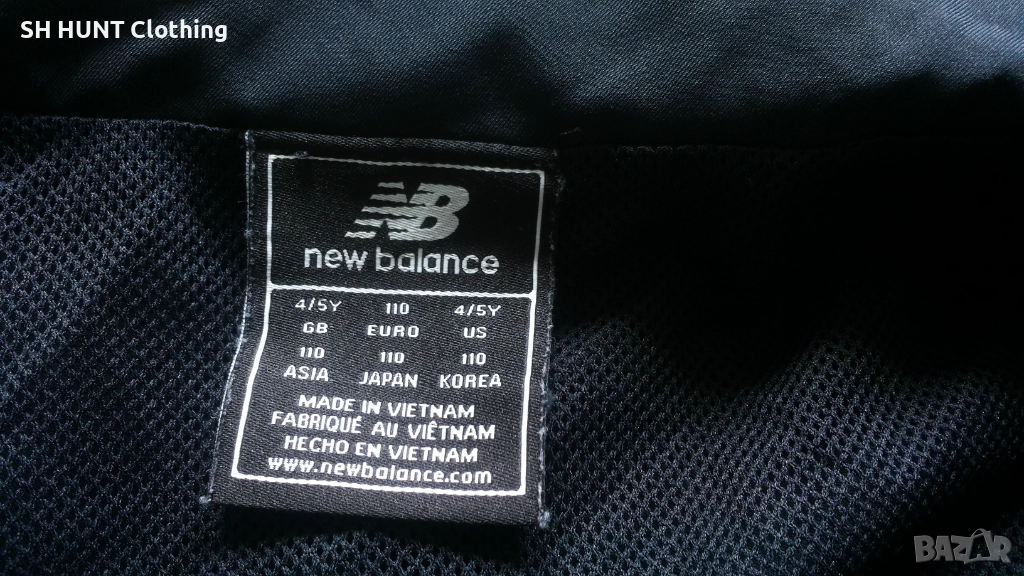 SH HUNT Clothing
NB
new balance
4/5Y 110 4/5Y
GB EURO US
110 110 110
ASIA JAPAN KOREA
MADE IN VIETNAM
FABRIQUÉ AU VIÊTNAM
HECHO EN VIETNAM
www.newbalance.com
BAZAR